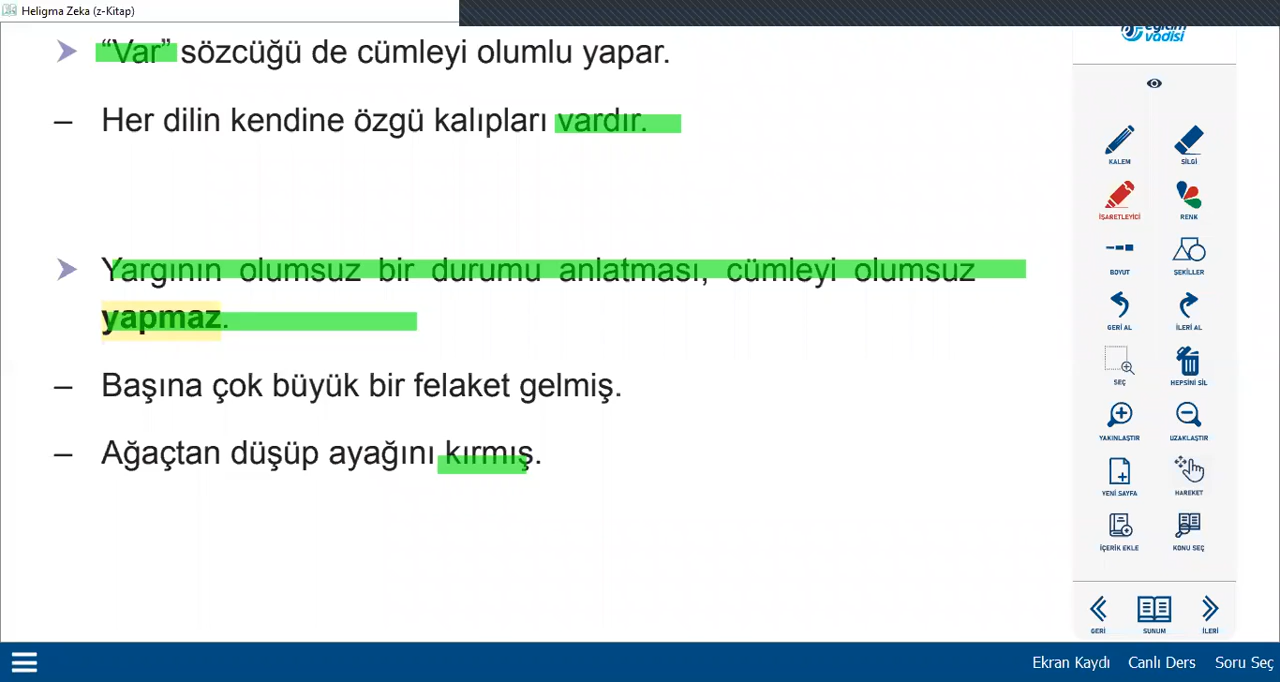 Heligma Zeka (z-Kitap)
eğitim
vadisi
➤ “Var” sözcüğü de cümleyi olumlu yapar.
– Her dilin kendine özgü kalıpları vardır.
➤ Yargının olumsuz bir durumu anlatması, cümleyi olumsuz
yapmaz.
– Başına çok büyük bir felaket gelmiş.
– Ağaçtan düşüp ayağını kırmış.
KALEM SİLGİ
İŞARETLEYİCİ RENK
BOYUT ŞEKİLLER
GERİ AL İLERİ AL
SEÇ HEPSİNİ SİL
YAKINLAŞTIR UZAKLAŞTIR
YENİ SAYFA HAREKET
İÇERİK EKLE KONU SEÇ
GERİ SUNUM İLERİ
Ekran Kaydı Canlı Ders Soru Seç